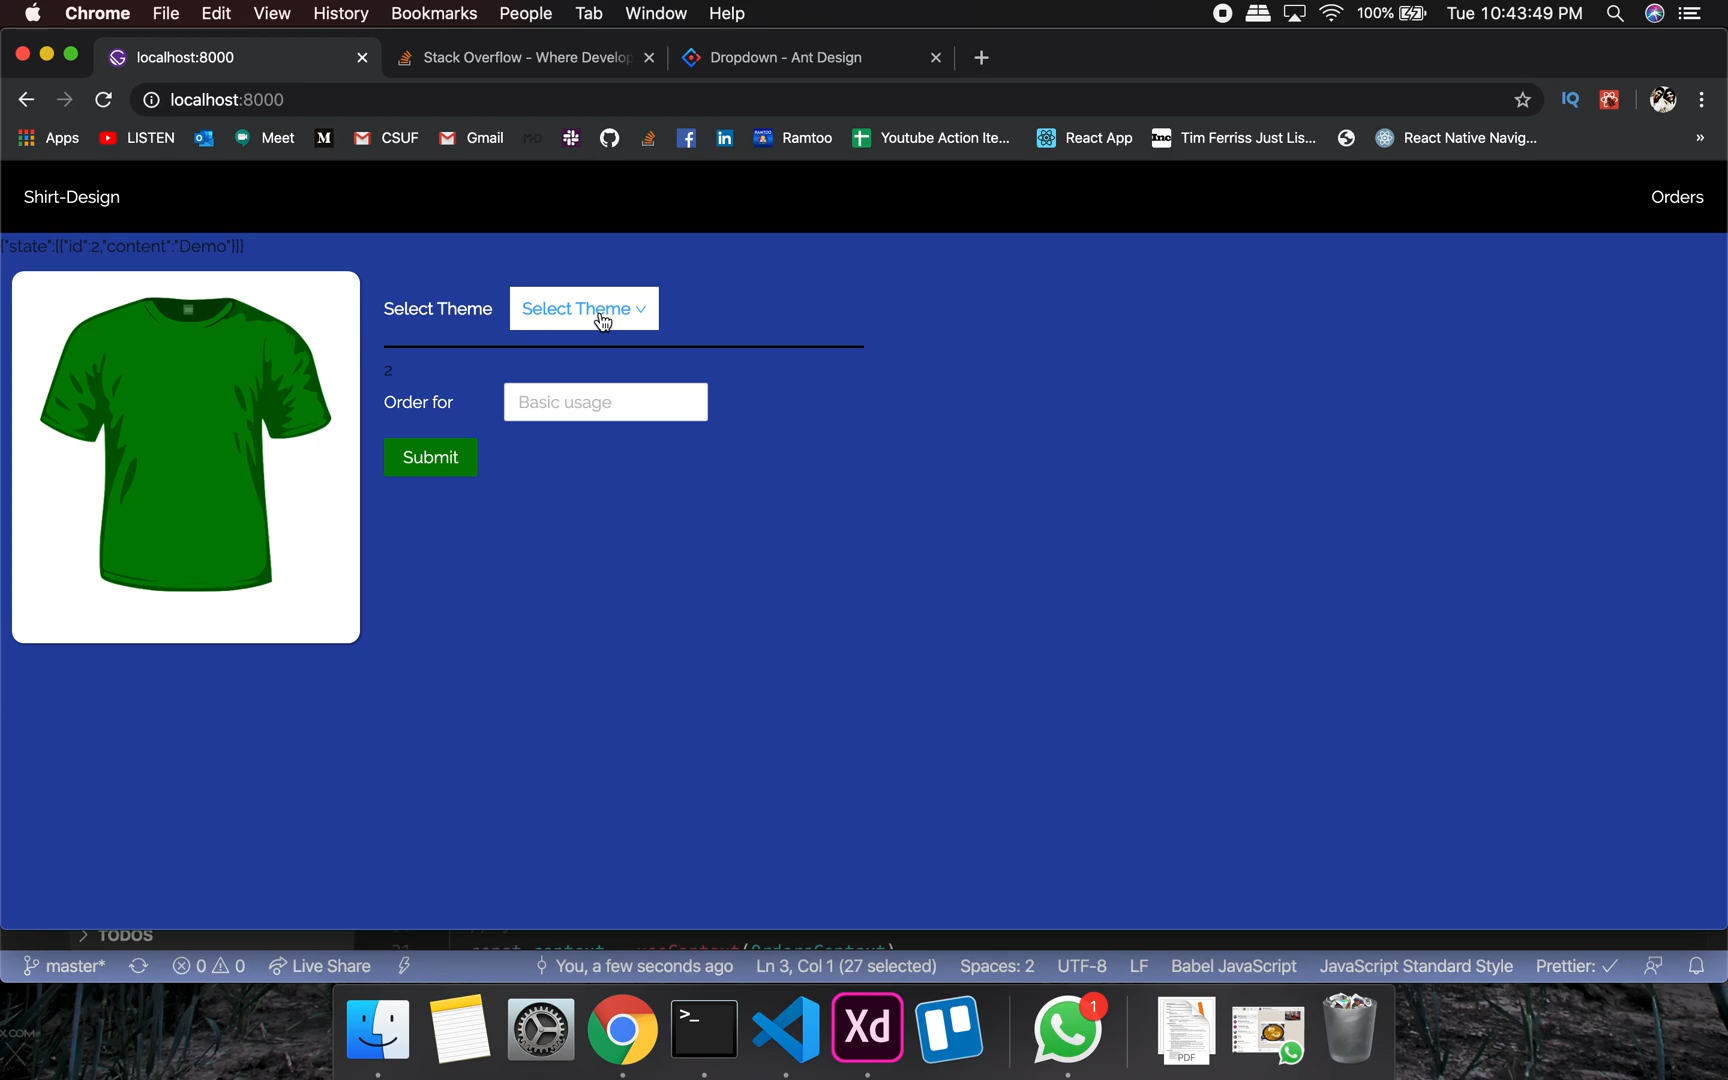 Chrome File Edit View History Bookmarks People Tab Window Help 100% Tue 10:43:49 PM
localhost:8000 Stack Overflow - Where Develop Dropdown - Ant Design
localhost:8000 IQ
Apps LISTEN Meet M CSUF Gmail Ramtoo Youtube Action Ite... React App Inc Tim Ferriss Just Lis... React Native Navig... »
Shirt-Design Orders
{"state":[{"id":2,"content":"Demo"}]}
Select Theme Select Theme
2
Order for Basic usage
Submit
TODOS
master* 0 0 Live Share You, a few seconds ago Ln 3, Col 1 (27 selected) Spaces: 2 UTF-8 LF Babel JavaScript JavaScript Standard Style Prettier: ✓
>_ Xd 1 PDF